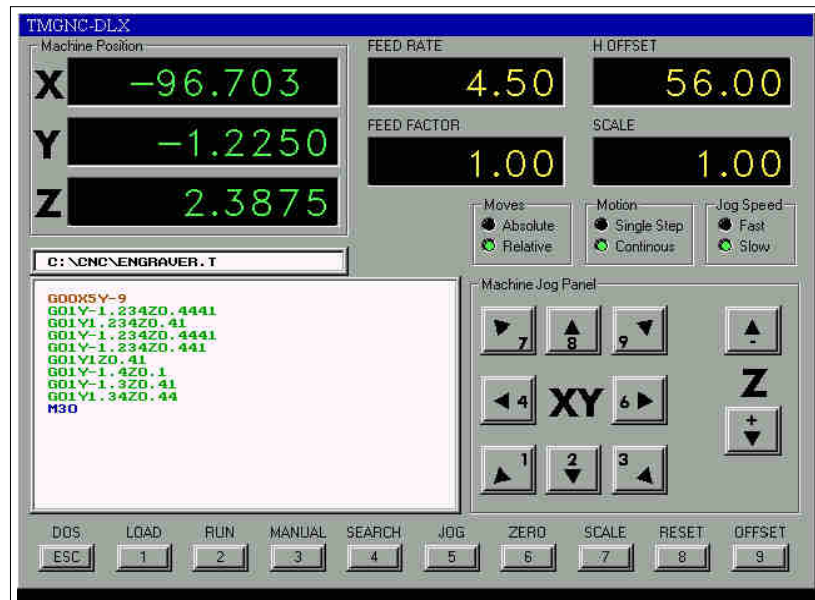 TMGNC-DLX
Machine Position
FEED RATE
H OFFSET
X -96.703
4.50
56.00
FEED FACTOR
SCALE
Y -1.2250
1.00
1.00
Z 2.3875
Moves
Motion
Jog Speed
Absolute
Single Step
Fast
Relative
Continous
Slow
C:\CNC\ENGRAVER.T
G00X5Y-9
G01Y-1.234Z0.4441
G01Y1.234Z0.41
G01Y-1.234Z0.4441
G01Y-1.234Z0.441
G01Y1Z0.41
G01Y-1.4Z0.1
G01Y-1.3Z0.41
G01Y1.34Z0.44
M30
Machine Jog Panel
7 8 9 -
4 XY 6 Z
+
1 2 3
DOS LOAD RUN MANUAL SEARCH JOG ZERO SCALE RESET OFFSET
ESC 1 2 3 4 5 6 7 8 9